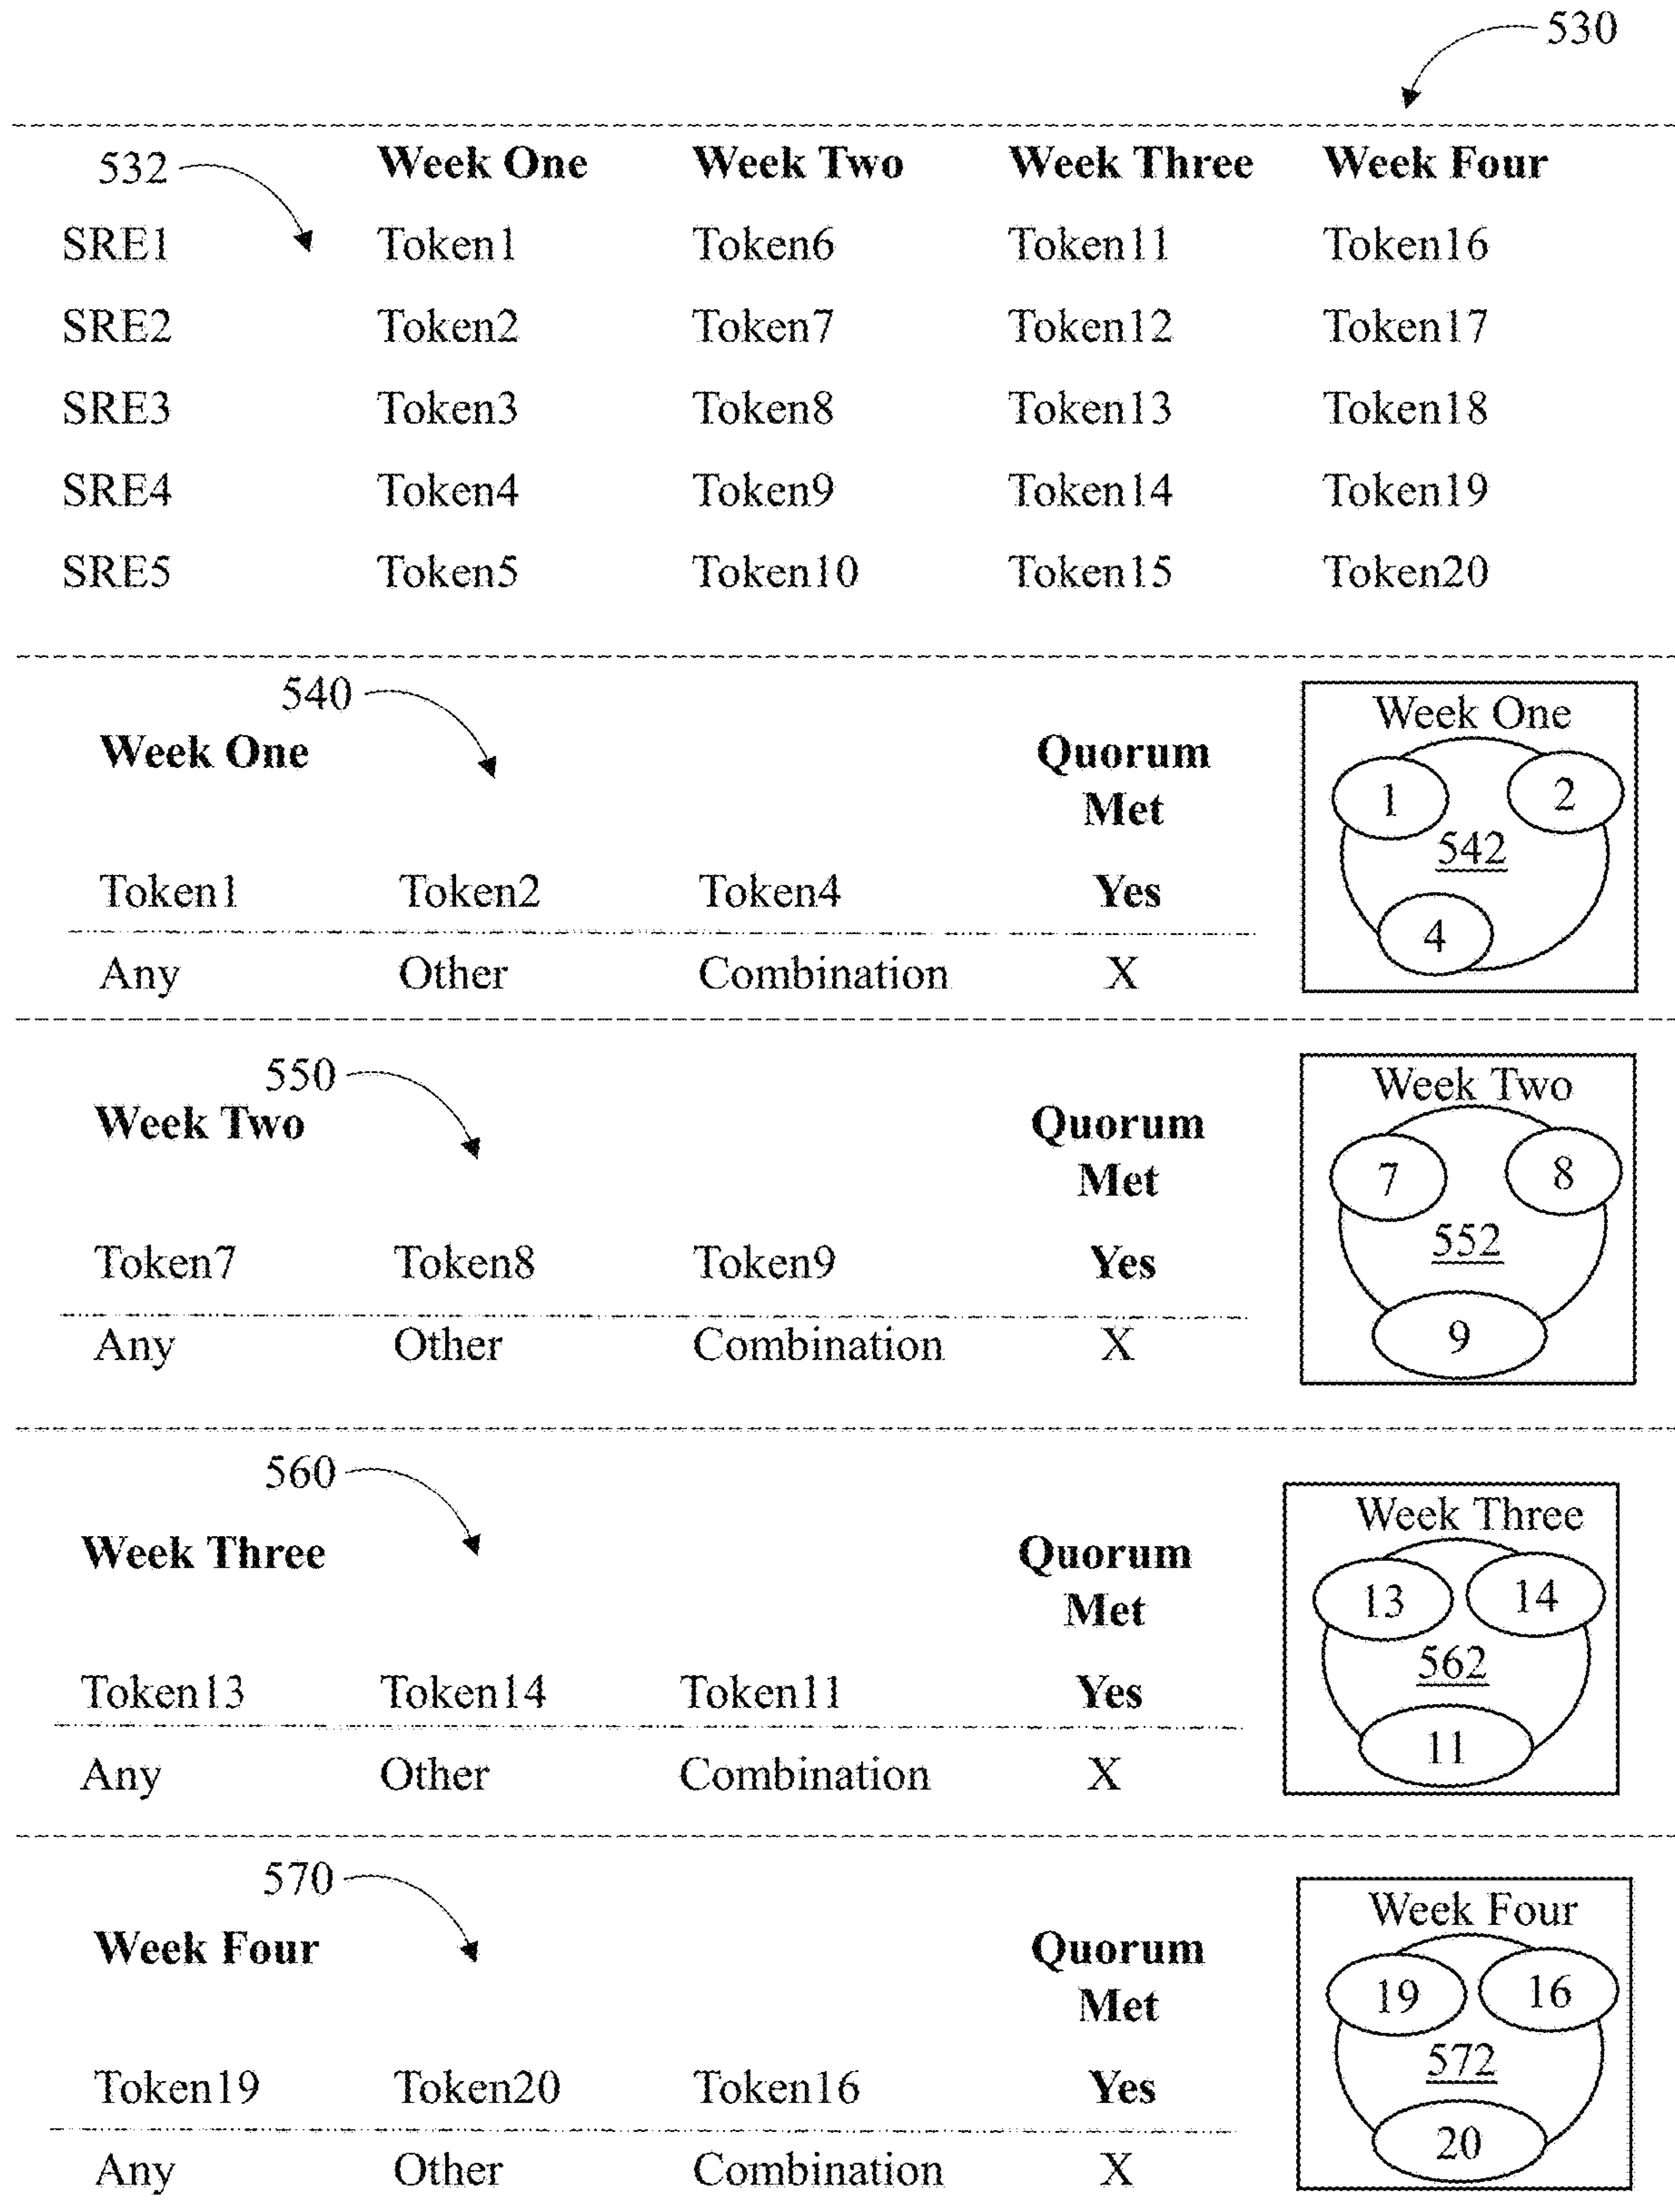 530
532 Week One Week Two Week Three Week Four
SRE1 Token1 Token6 Token11 Token16
SRE2 Token2 Token7 Token12 Token17
SRE3 Token3 Token8 Token13 Token18
SRE4 Token4 Token9 Token14 Token19
SRE5 Token5 Token10 Token15 Token20
540
Week One Quorum
Met
Token1 Token2 Token4 Yes
Any Other Combination X
Week One
1 2
542
4
550
Week Two Quorum
Met
Token7 Token8 Token9 Yes
Any Other Combination X
Week Two
7 8
552
9
560
Week Three Quorum
Met
Token13 Token14 Token11 Yes
Any Other Combination X
Week Three
13 14
562
11
570
Week Four Quorum
Met
Token19 Token20 Token16 Yes
Any Other Combination X
Week Four
19 16
572
20